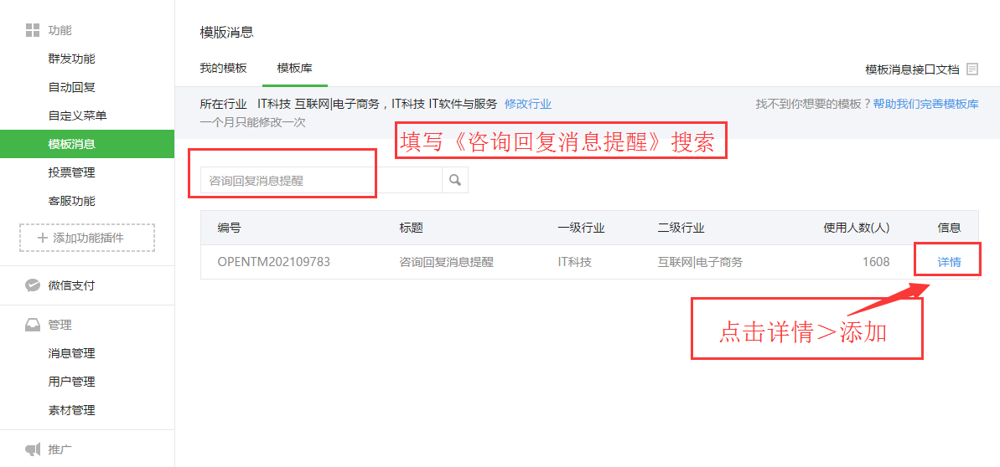 功能
群发功能
自动回复
自定义菜单
模板消息
投票管理
客服功能
添加功能插件
微信支付
管理
消息管理
用户管理
素材管理
推广
模版消息
我的模板 模板库 模板消息接口文档
所在行业 IT科技 互联网|电子商务，IT科技 IT软件与服务 修改行业 找不到你想要的模板？帮助我们完善模板库
一个月只能修改一次
填写《咨询回复消息提醒》搜索
咨询回复消息提醒
编号 标题 一级行业 二级行业 使用人数(人) 信息
OPENTM202109783 咨询回复消息提醒 IT科技 互联网|电子商务 1608 详情
点击详情＞添加